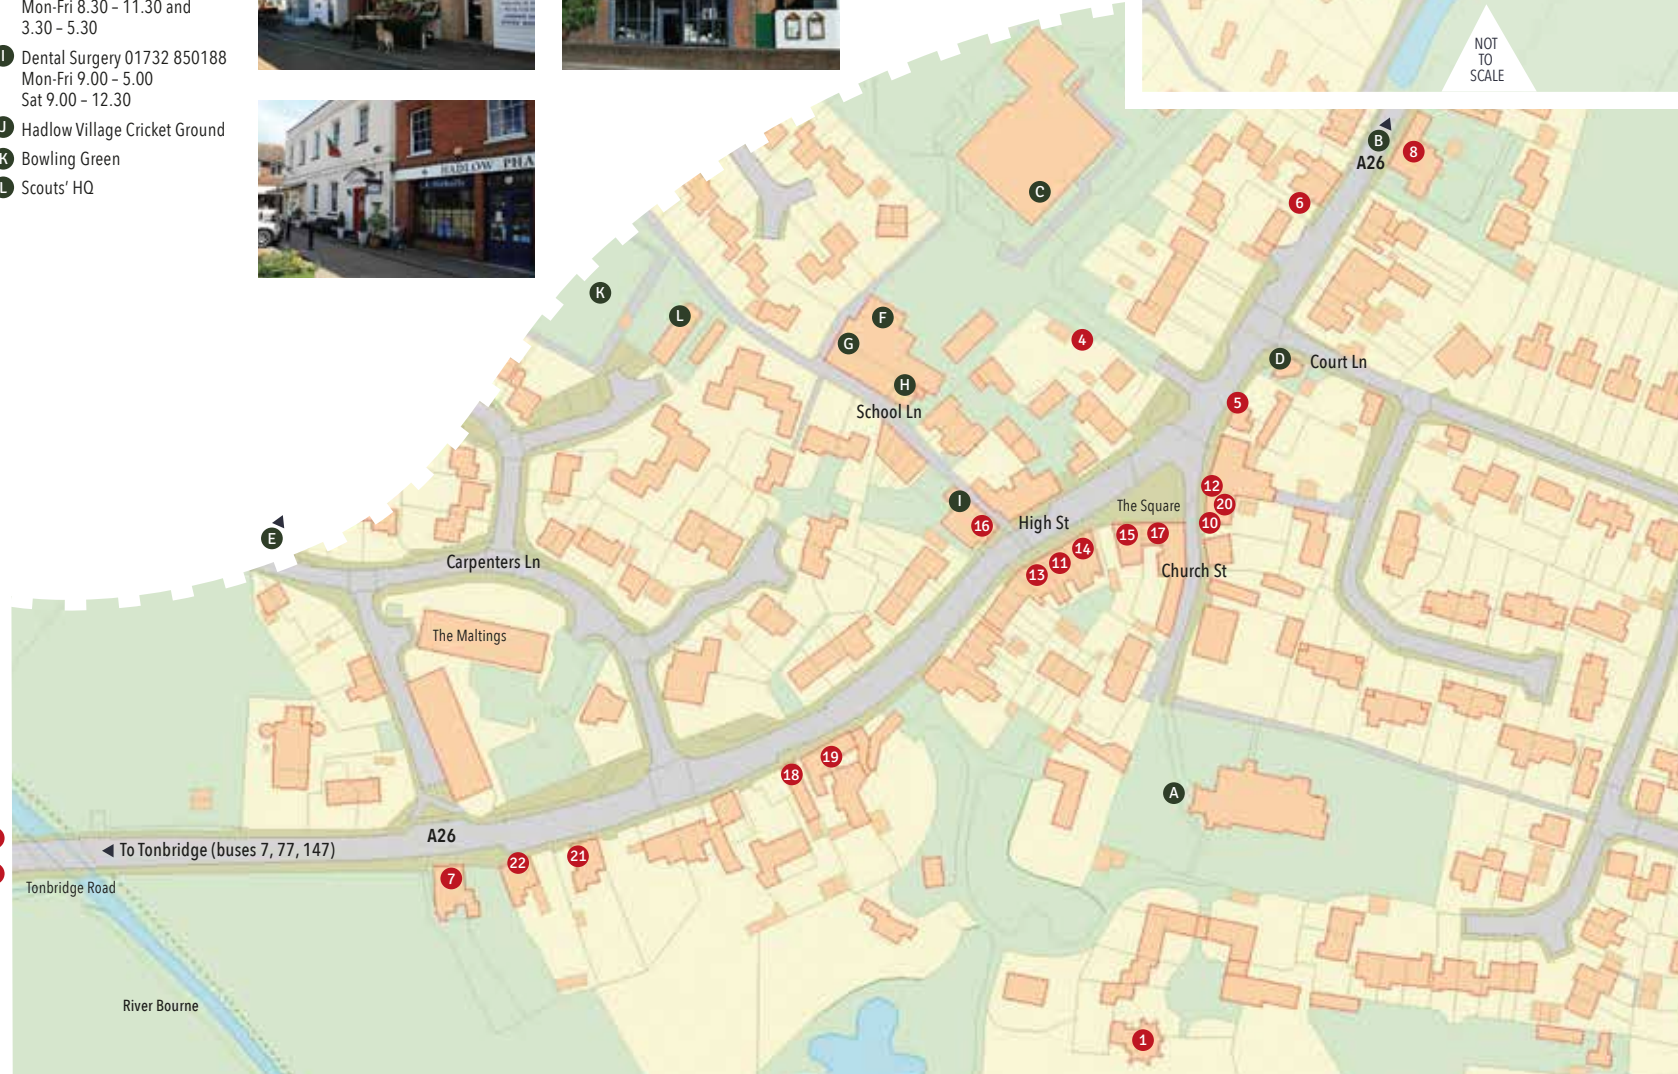 Mon-Fri 8.30 – 11.30 and
3.30 – 5.30
I Dental Surgery 01732 850188
Mon-Fri 9.00 – 5.00
Sat 9.00 – 12.30
J Hadlow Village Cricket Ground
K Bowling Green
L Scouts' HQ
HADLOW PHA
NOT
TO
SCALE
B
A26
8
6
C
K
L
F
G
H
4
D
Court Ln
School Ln
5
I
16
High St
The Square
12
20
10
15
17
14
11
13
Church St
E
Carpenters Ln
The Maltings
19
18
A
A26
◄ To Tonbridge (buses 7, 77, 147)
Tonbridge Road
7
22
21
River Bourne
1